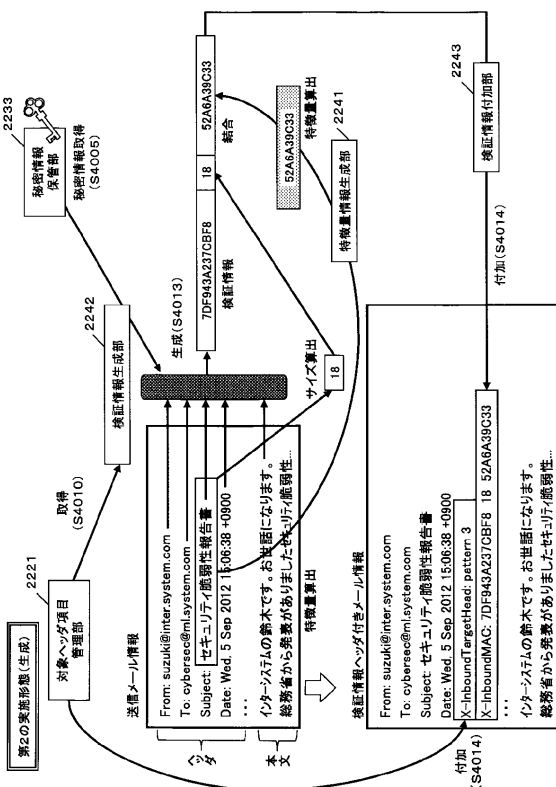 第2の実施形態(生成)
2221
対象ヘッダ項目
管理部
取得
(S4010)
2242
検証情報生成部
2233
秘密情報
保管部
秘密情報取得
(S4005)
送信メール情報
ヘッダ
本文
From: suzuki@inter.system.com
To: cybersec@ml.system.com
Subject: セキュリティ脆弱性報告書
Date: Wed, 5 Sep 2012 15:06:38 +0900
・・・
インターシステムの鈴木です。お世話になります。
総務省から発表がありましたセキュリティ脆弱性...
生成(S4013)
7DF943A237CBF8
18
52A6A39C33
検証情報
結合
サイズ算出
18
52A6A39C33
特徴量算出
2241
特徴量情報生成部
特徴量算出
2243
検証情報付加部
付加(S4014)
検証情報ヘッダ付きメール情報
From: suzuki@inter.system.com
To: cybersec@ml.system.com
Subject: セキュリティ脆弱性報告書
Date: Wed, 5 Sep 2012 15:06:38 +0900
X-InboundTargetHead: pattern 3
X-InboundMAC: 7DF943A237CBF8 18 52A6A39C33
・・・
インターシステムの鈴木です。お世話になります。
総務省から発表がありましたセキュリティ脆弱性...
付加
(S4014)